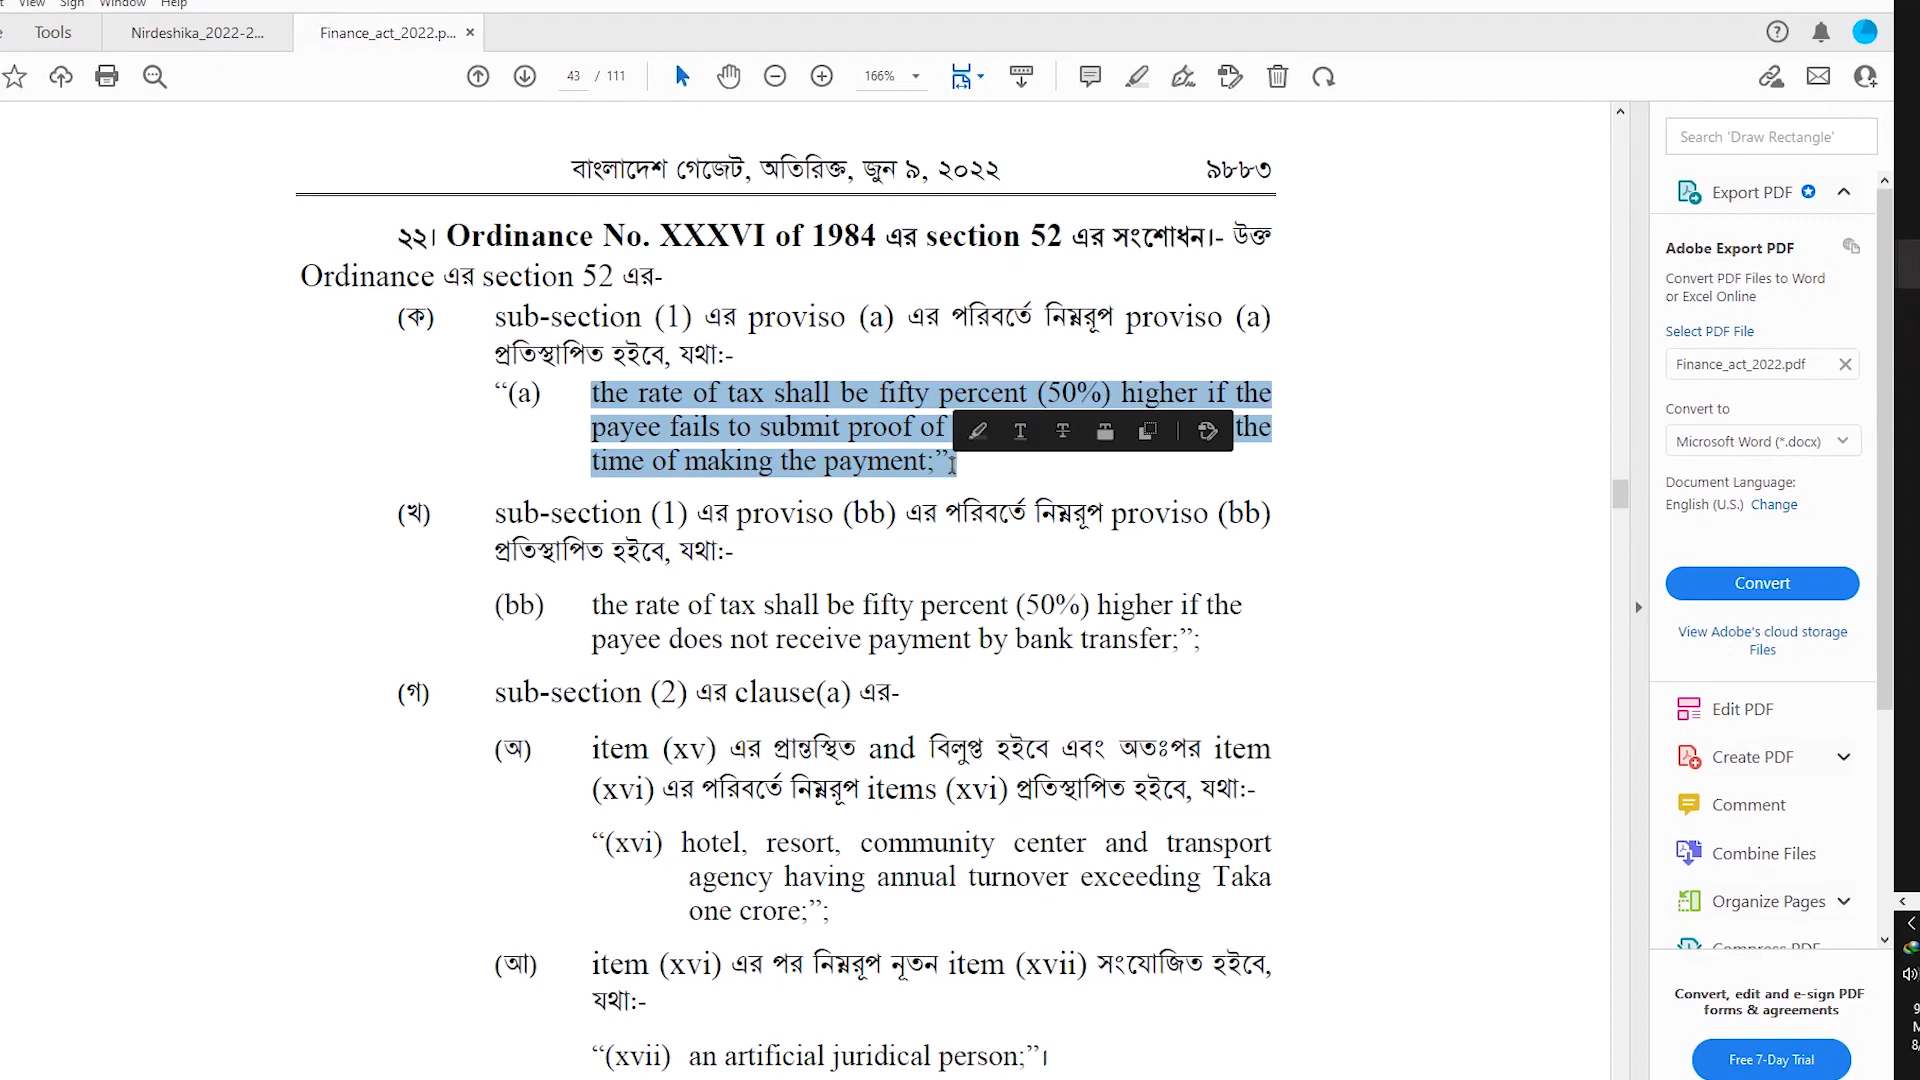 View Sign Window Help
Tools Nirdeshika_2022-2... Finance_act_2022.p... ×
43 / 111 166%
বাংলাদেশ গেজেট, অতিরিক্ত, জুন ৯, ২০২২ ৯৮৮৩
২২। Ordinance No. XXXVI of 1984 এর section 52 এর সংশোধন।- উক্ত
Ordinance এর section 52 এর-
(ক) sub-section (1) এর proviso (a) এর পরিবর্তে নিম্নরূপ proviso (a)
প্রতিস্থাপিত হইবে, যথা:-
“(a) the rate of tax shall be fifty percent (50%) higher if the
payee fails to submit proof of the
time of making the payment;”
(খ) sub-section (1) এর proviso (bb) এর পরিবর্তে নিম্নরূপ proviso (bb)
প্রতিস্থাপিত হইবে, যথা:-
(bb) the rate of tax shall be fifty percent (50%) higher if the
payee does not receive payment by bank transfer;”;
(গ) sub-section (2) এর clause(a) এর-
(অ) item (xv) এর প্রান্তস্থিত and বিলুপ্ত হইবে এবং অতঃপর item
(xvi) এর পরিবর্তে নিম্নরূপ items (xvi) প্রতিস্থাপিত হইবে, যথা:-
“(xvi) hotel, resort, community center and transport
agency having annual turnover exceeding Taka
one crore;”;
(আ) item (xvi) এর পর নিম্নরূপ নূতন item (xvii) সংযোজিত হইবে,
যথা:-
“(xvii) an artificial juridical person;”।
Search 'Draw Rectangle'
Export PDF
Adobe Export PDF
Convert PDF Files to Word
or Excel Online
Select PDF File
Finance_act_2022.pdf
Convert to
Microsoft Word (*.docx)
Document Language:
English (U.S.) Change
Convert
View Adobe's cloud storage
Files
Edit PDF
Create PDF
Comment
Combine Files
Organize Pages
Compress PDF
Convert, edit and e-sign PDF
forms & agreements
Free 7-Day Trial